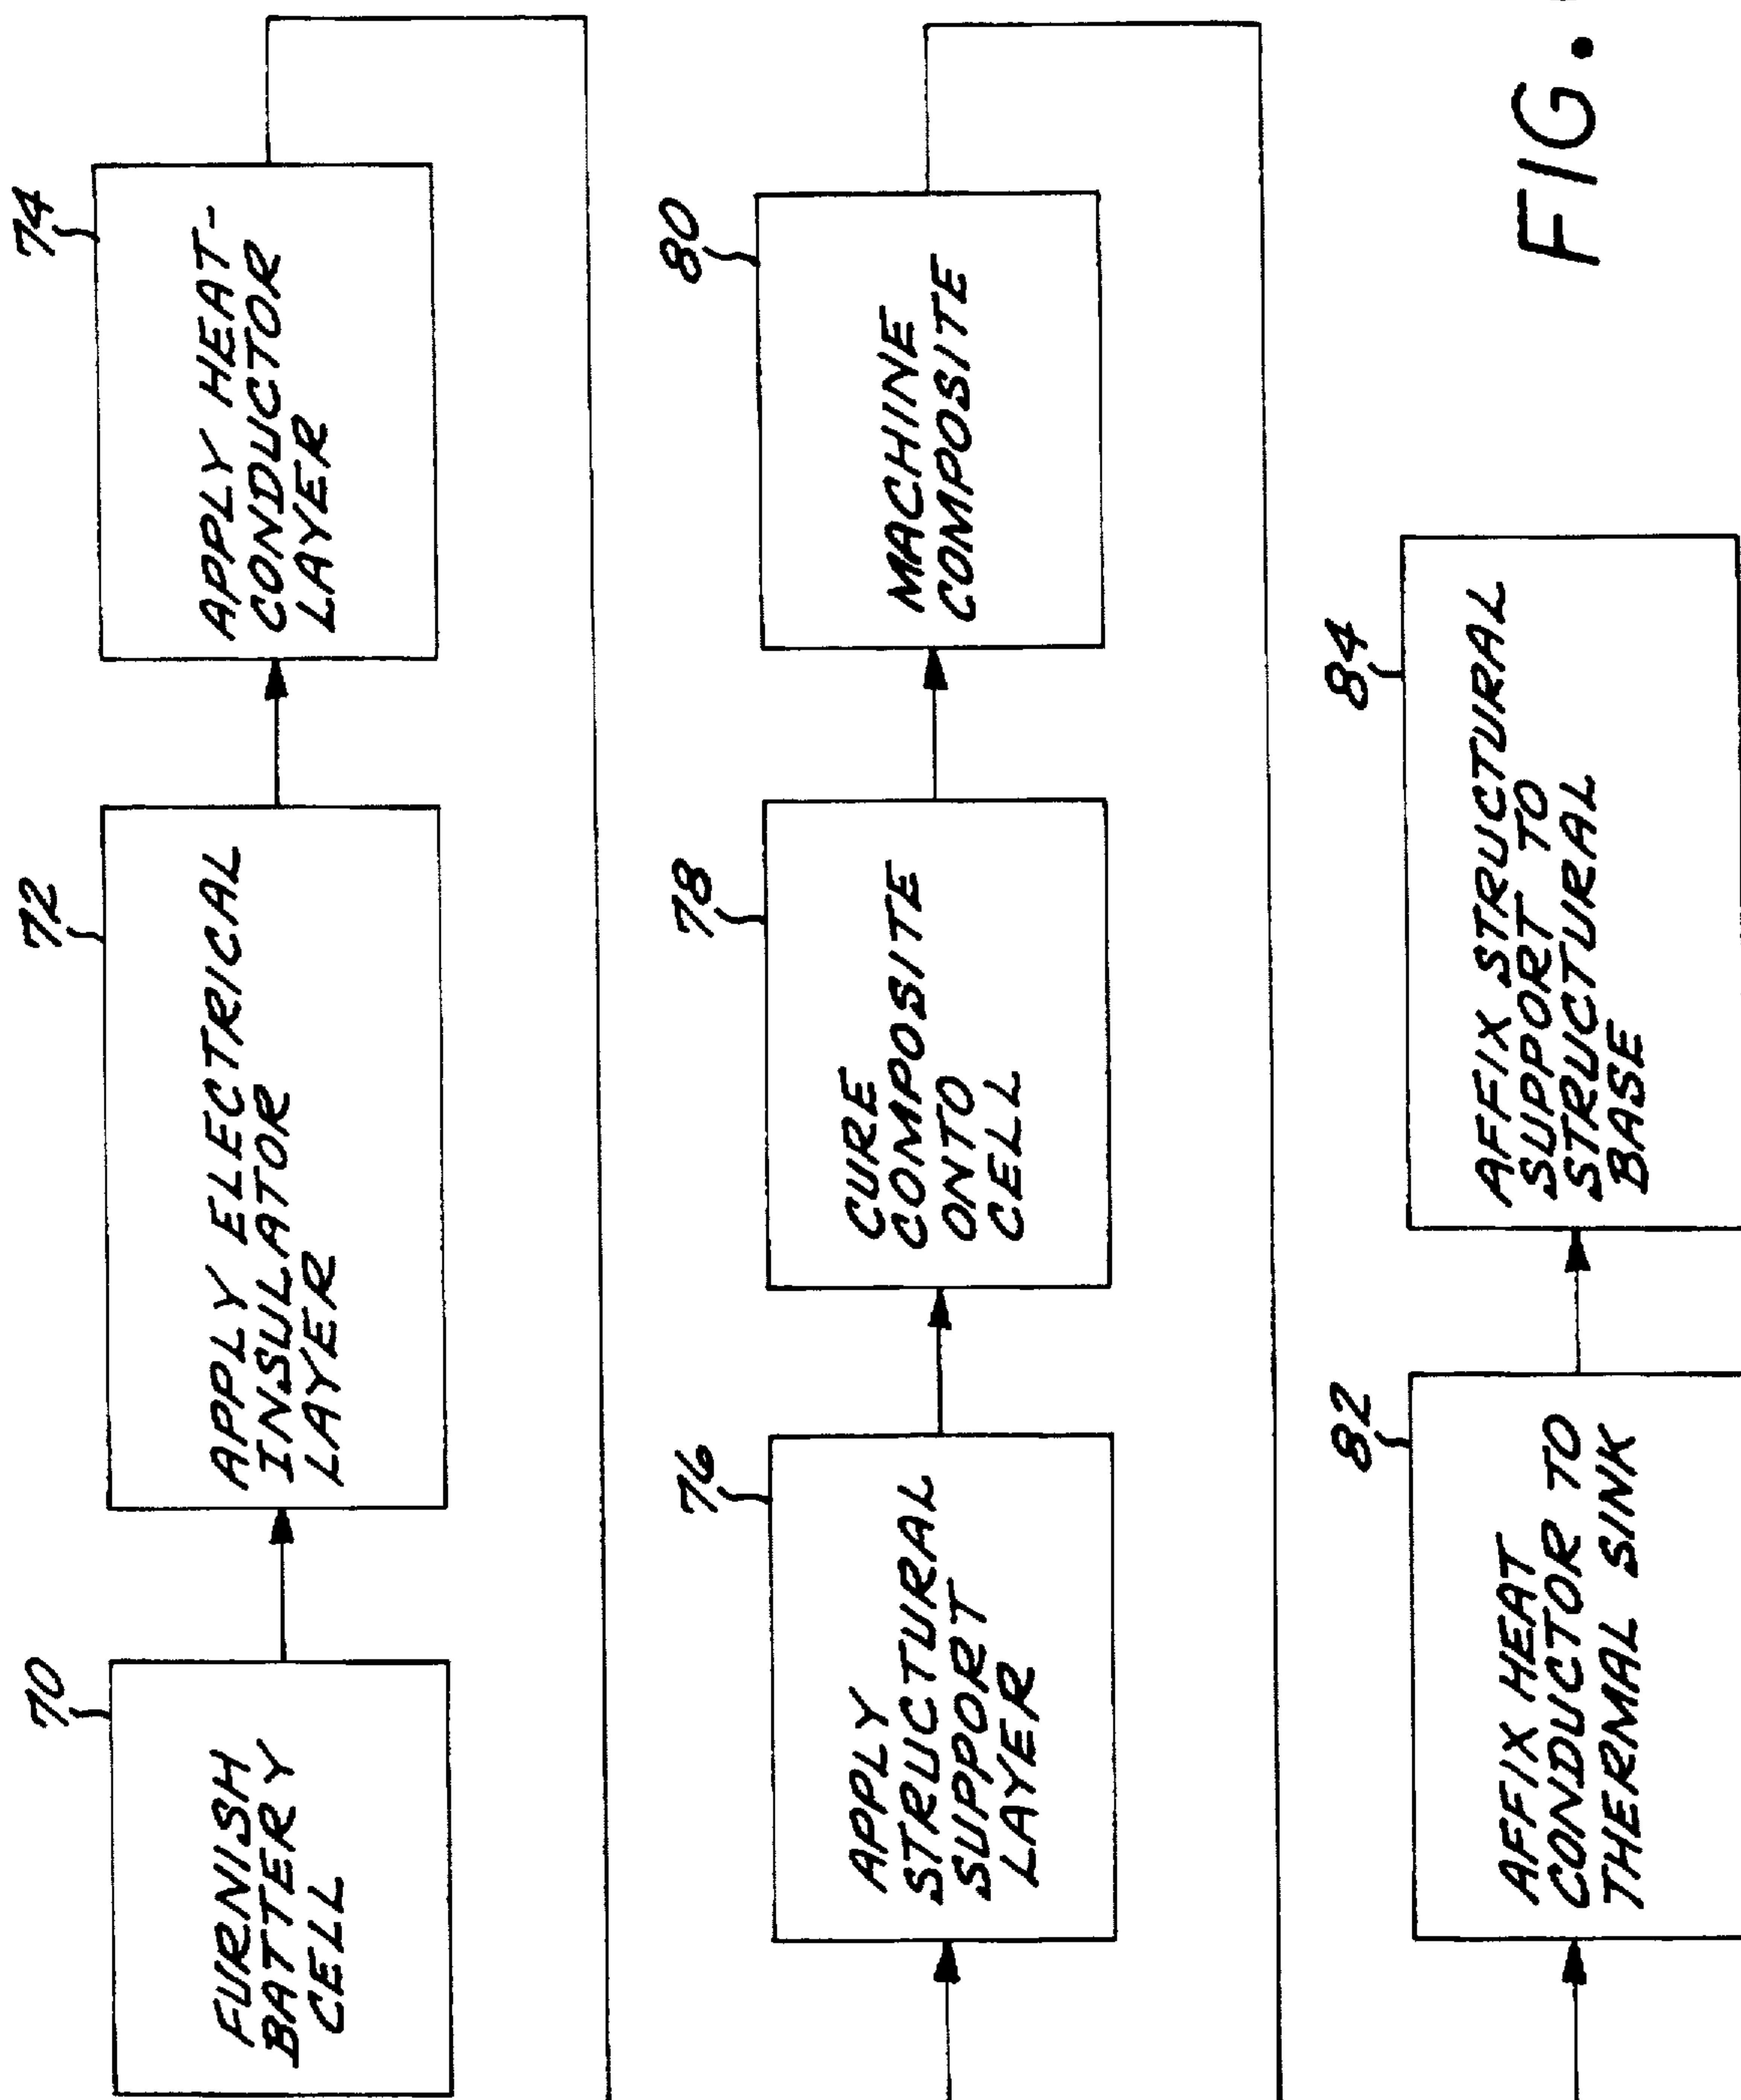 70
FURNISH
BATTERY
CELL
72
APPLY ELECTRICAL
INSULATOR
LAYER
74
APPLY HEAT-
CONDUCTOR
LAYER
76
APPLY
STRUCTURAL
SUPPORT
LAYER
78
CURE
COMPOSITE
ONTO
CELL
80
MACHINE
COMPOSITE
82
AFFIX HEAT
CONDUCTOR TO
THERMAL SINK
84
AFFIX STRUCTURAL
SUPPORT TO
STRUCTURAL
BASE
FIG.